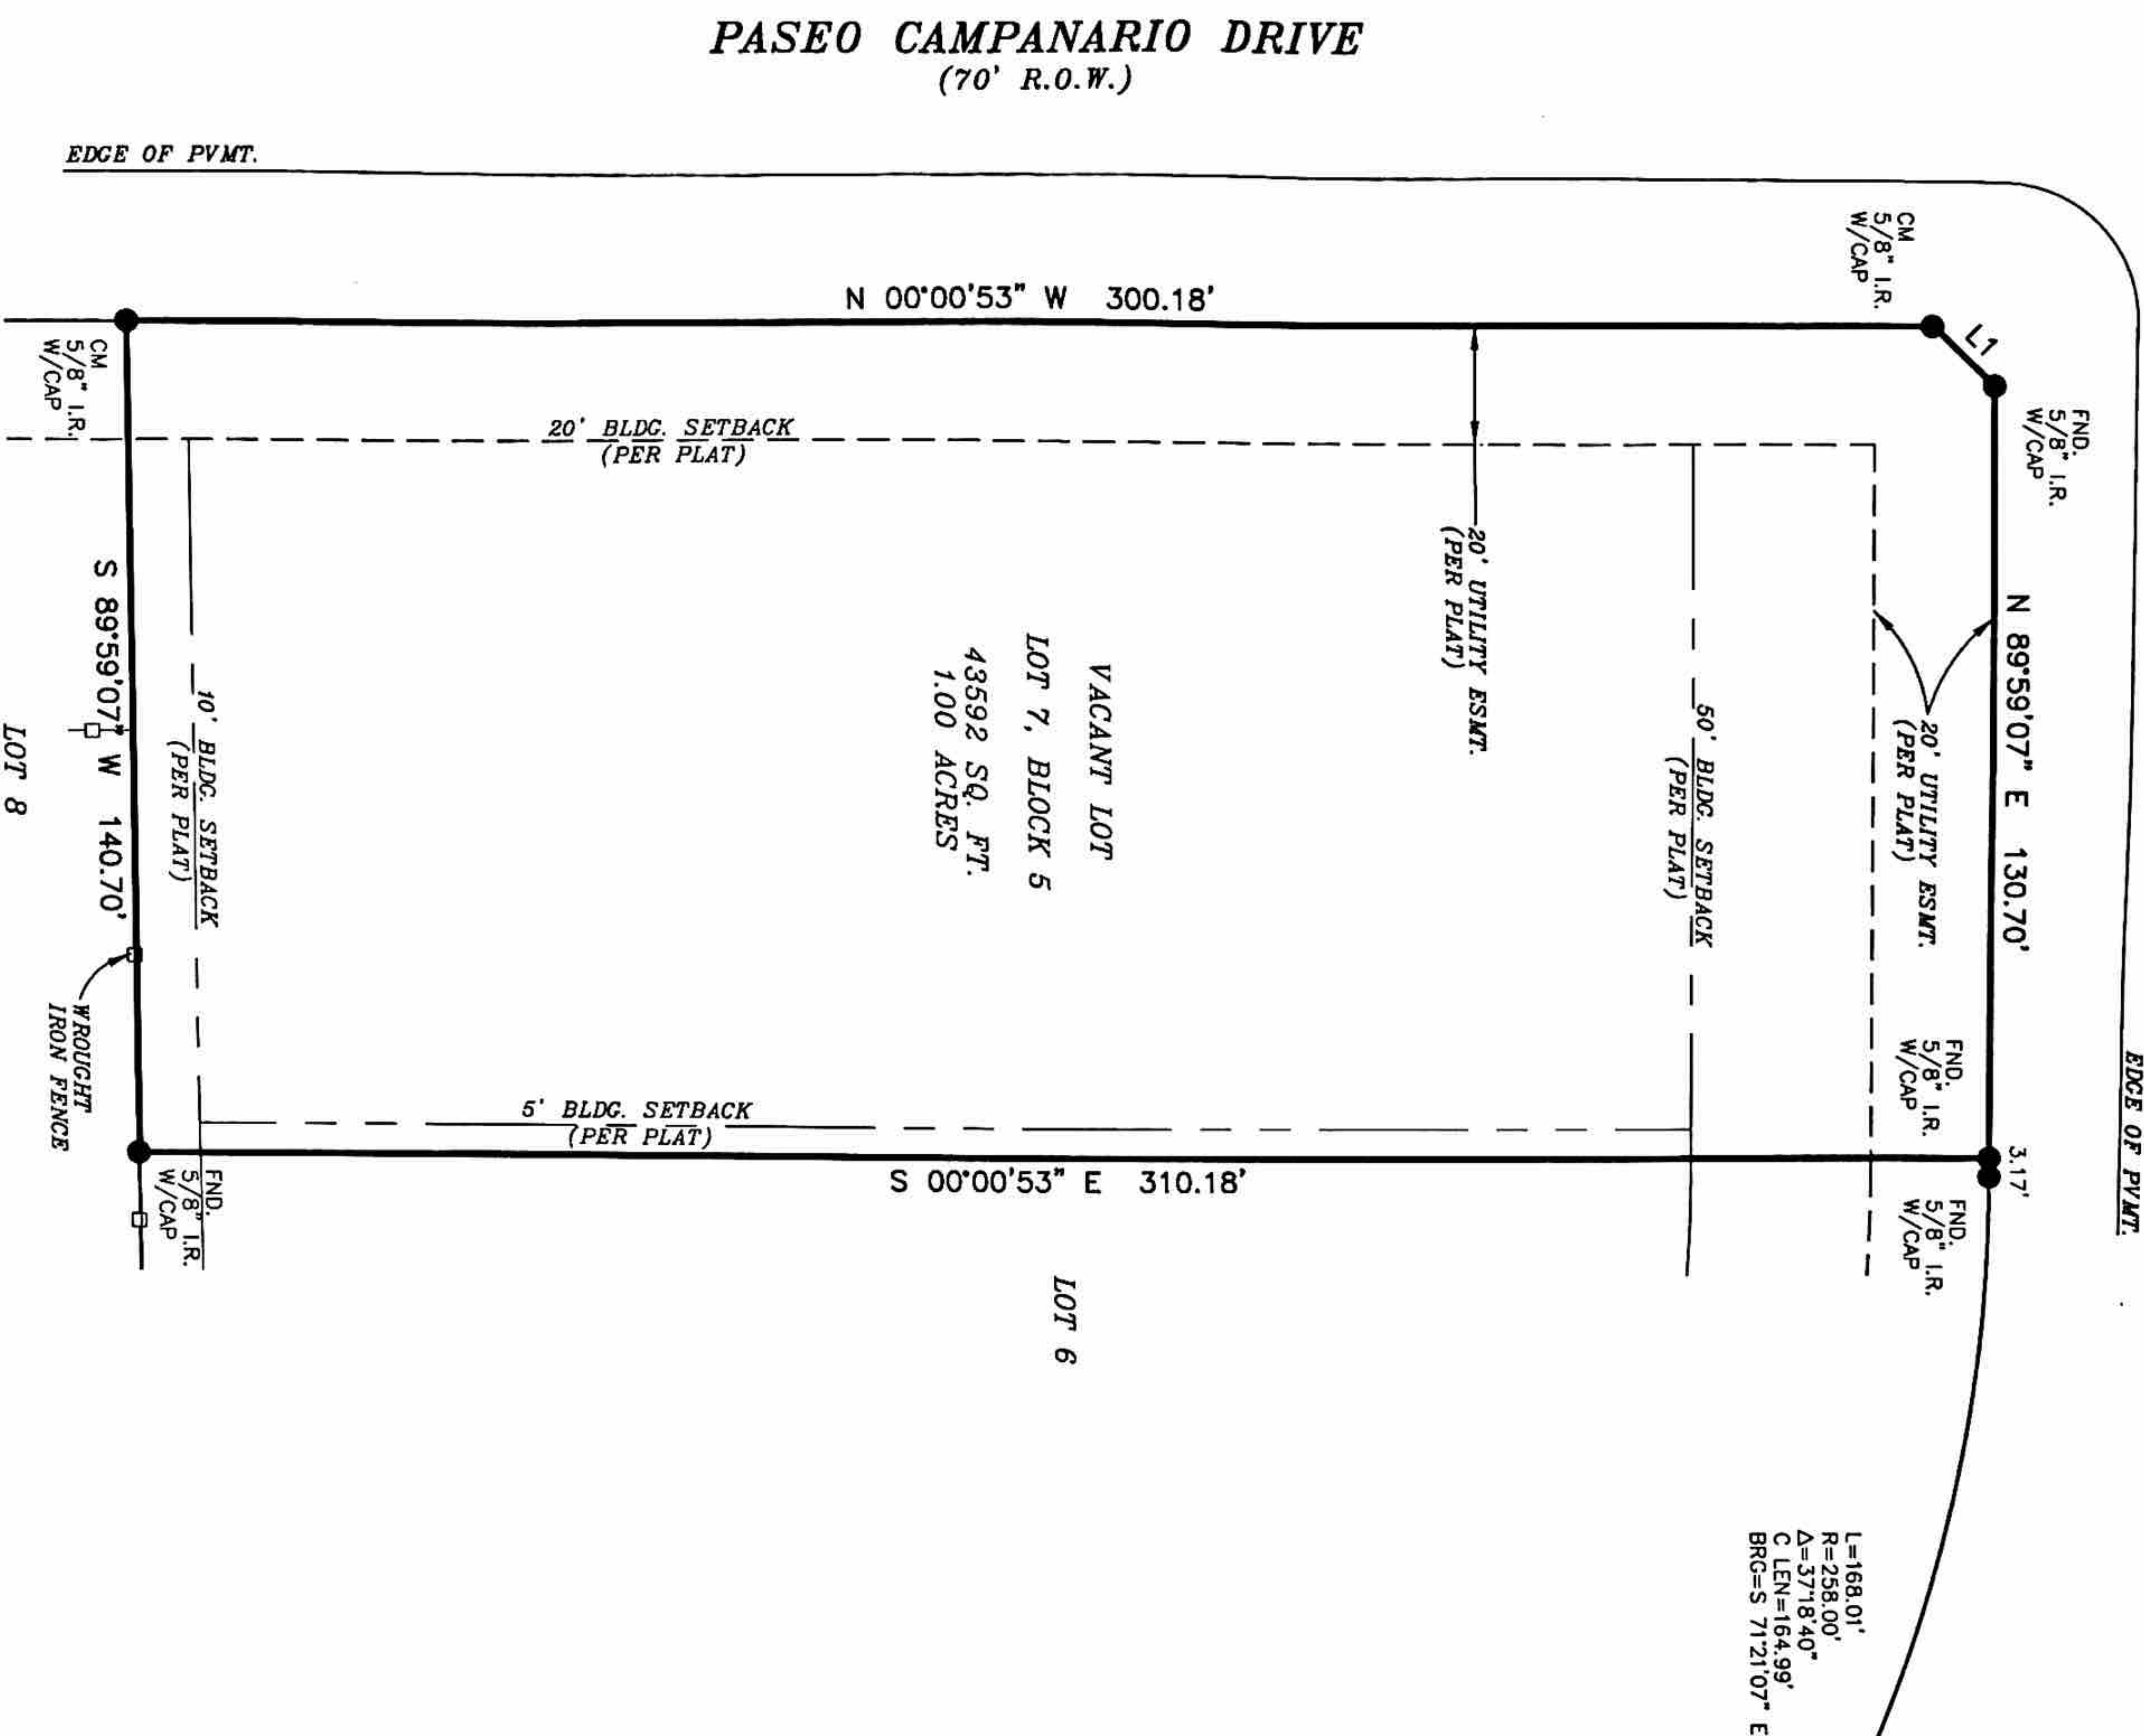 PASEO CAMPANARIO DRIVE
(70' R.O.W.)
EDGE OF PVMT.
CM
5/8" I.R.
W/CAP
N 00°00'53" W 300.18'
L1
CM
5/8" I.R.
W/CAP
FND.
5/8" I.R.
W/CAP
20' BLDG. SETBACK
(PER PLAT)
20' UTILITY ESMT.
(PER PLAT)
N 89°59'07" E 130.70'
20' UTILITY ESMT.
(PER PLAT)
50' BLDG. SETBACK
(PER PLAT)
VACANT LOT
LOT 7, BLOCK 5
43592 SQ. FT.
1.00 ACRES
10' BLDG. SETBACK
(PER PLAT)
S 89°59'07" W 140.70'
LOT 8
WROUGHT
IRON FENCE
5' BLDG. SETBACK
(PER PLAT)
S 00°00'53" E 310.18'
FND.
5/8" I.R.
W/CAP
FND.
5/8" I.R.
W/CAP
3.17'
FND.
5/8" I.R.
W/CAP
EDGE OF PVMT.
LOT 6
L=168.01'
R=258.00'
Δ=37°18'40"
C LEN=164.99'
BRG=S 71°21'07" E